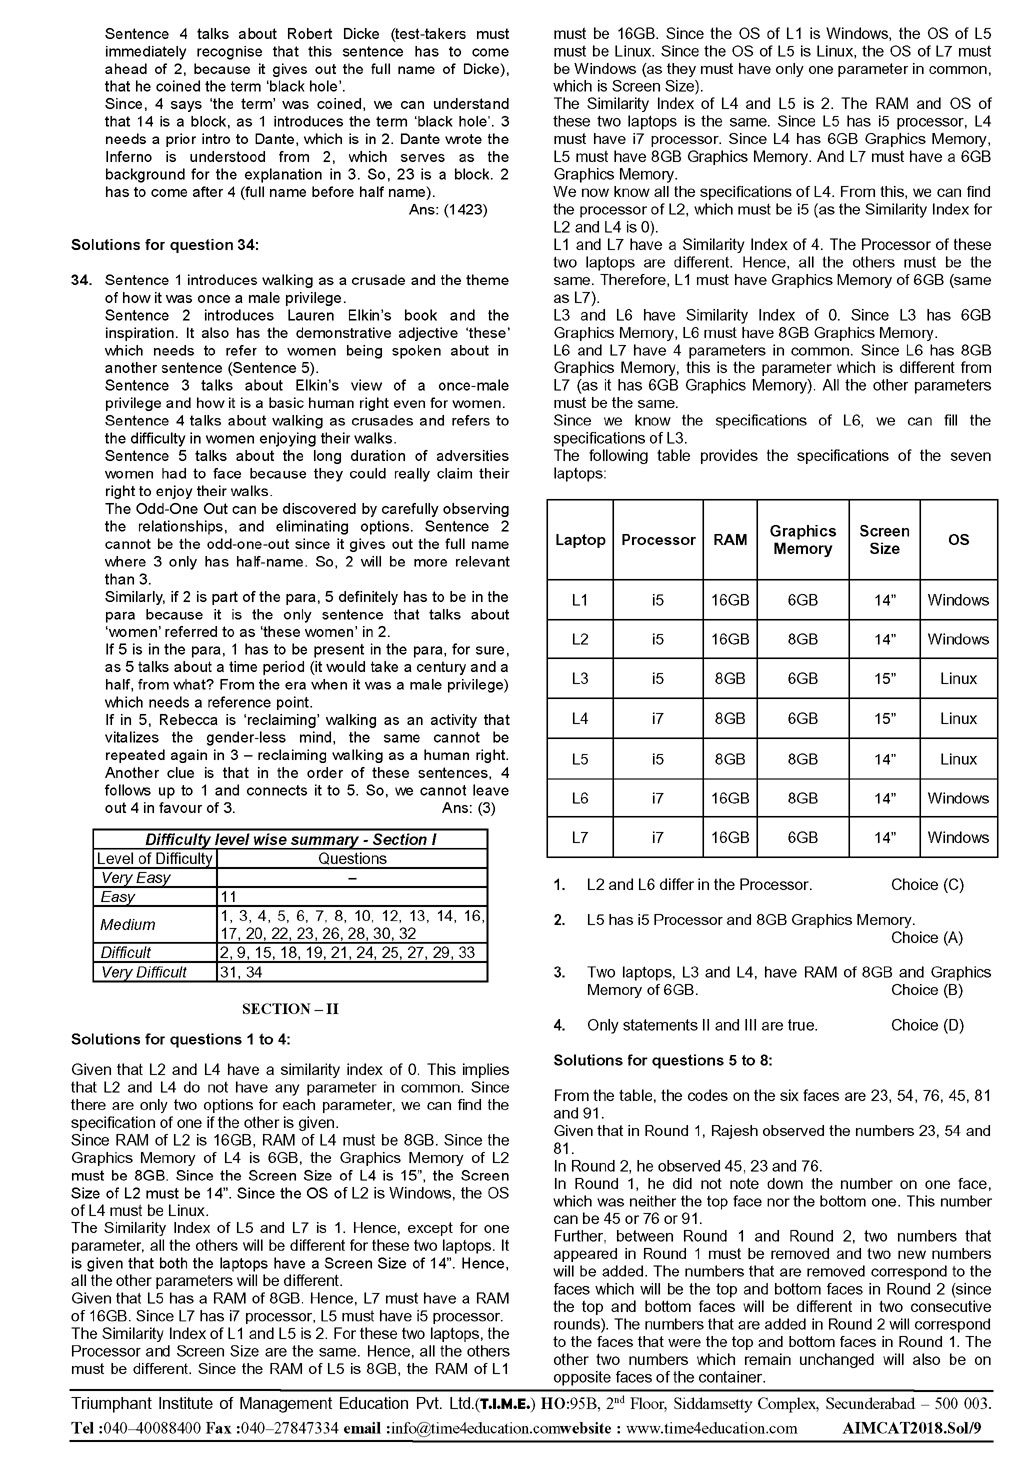 Sentence 4 talks about Robert Dicke (test-takers must
immediately recognise that this sentence has to come
ahead of 2, because it gives out the full name of Dicke),
that he coined the term ‘black hole’.
Since, 4 says ‘the term’ was coined, we can understand
that 14 is a block, as 1 introduces the term ‘black hole’. 3
needs a prior intro to Dante, which is in 2. Dante wrote the
Inferno is understood from 2, which serves as the
background for the explanation in 3. So, 23 is a block. 2
has to come after 4 (full name before half name).
Ans: (1423)
Solutions for question 34:
34. Sentence 1 introduces walking as a crusade and the theme
of how it was once a male privilege.
Sentence 2 introduces Lauren Elkin’s book and the
inspiration. It also has the demonstrative adjective ‘these’
which needs to refer to women being spoken about in
another sentence (Sentence 5).
Sentence 3 talks about Elkin’s view of a once-male
privilege and how it is a basic human right even for women.
Sentence 4 talks about walking as crusades and refers to
the difficulty in women enjoying their walks.
Sentence 5 talks about the long duration of adversities
women had to face because they could really claim their
right to enjoy their walks.
The Odd-One Out can be discovered by carefully observing
the relationships, and eliminating options. Sentence 2
cannot be the odd-one-out since it gives out the full name
where 3 only has half-name. So, 2 will be more relevant
than 3.
Similarly, if 2 is part of the para, 5 definitely has to be in the
para because it is the only sentence that talks about
‘women’ referred to as ‘these women’ in 2.
If 5 is in the para, 1 has to be present in the para, for sure,
as 5 talks about a time period (it would take a century and a
half, from what? From the era when it was a male privilege)
which needs a reference point.
If in 5, Rebecca is ‘reclaiming’ walking as an activity that
vitalizes the gender-less mind, the same cannot be
repeated again in 3 – reclaiming walking as a human right.
Another clue is that in the order of these sentences, 4
follows up to 1 and connects it to 5. So, we cannot leave
out 4 in favour of 3. Ans: (3)
Difficulty level wise summary - Section I
Level of Difficulty Questions
Very Easy –
Easy 11
Medium 1, 3, 4, 5, 6, 7, 8, 10, 12, 13, 14, 16,
17, 20, 22, 23, 26, 28, 30, 32
Difficult 2, 9, 15, 18, 19, 21, 24, 25, 27, 29, 33
Very Difficult 31, 34
SECTION – II
Solutions for questions 1 to 4:
Given that L2 and L4 have a similarity index of 0. This implies
that L2 and L4 do not have any parameter in common. Since
there are only two options for each parameter, we can find the
specification of one if the other is given.
Since RAM of L2 is 16GB, RAM of L4 must be 8GB. Since the
Graphics Memory of L4 is 6GB, the Graphics Memory of L2
must be 8GB. Since the Screen Size of L4 is 15”, the Screen
Size of L2 must be 14”. Since the OS of L2 is Windows, the OS
of L4 must be Linux.
The Similarity Index of L5 and L7 is 1. Hence, except for one
parameter, all the others will be different for these two laptops. It
is given that both the laptops have a Screen Size of 14”. Hence,
all the other parameters will be different.
Given that L5 has a RAM of 8GB. Hence, L7 must have a RAM
of 16GB. Since L7 has i7 processor, L5 must have i5 processor.
The Similarity Index of L1 and L5 is 2. For these two laptops, the
Processor and Screen Size are the same. Hence, all the others
must be different. Since the RAM of L5 is 8GB, the RAM of L1
must be 16GB. Since the OS of L1 is Windows, the OS of L5
must be Linux. Since the OS of L5 is Linux, the OS of L7 must
be Windows (as they must have only one parameter in common,
which is Screen Size).
The Similarity Index of L4 and L5 is 2. The RAM and OS of
these two laptops is the same. Since L5 has i5 processor, L4
must have i7 processor. Since L4 has 6GB Graphics Memory,
L5 must have 8GB Graphics Memory. And L7 must have a 6GB
Graphics Memory.
We now know all the specifications of L4. From this, we can find
the processor of L2, which must be i5 (as the Similarity Index for
L2 and L4 is 0).
L1 and L7 have a Similarity Index of 4. The Processor of these
two laptops are different. Hence, all the others must be the
same. Therefore, L1 must have Graphics Memory of 6GB (same
as L7).
L3 and L6 have Similarity Index of 0. Since L3 has 6GB
Graphics Memory, L6 must have 8GB Graphics Memory.
L6 and L7 have 4 parameters in common. Since L6 has 8GB
Graphics Memory, this is the parameter which is different from
L7 (as it has 6GB Graphics Memory). All the other parameters
must be the same.
Since we know the specifications of L6, we can fill the
specifications of L3.
The following table provides the specifications of the seven
laptops:
Laptop Processor RAM Graphics Memory Screen Size OS
L1 i5 16GB 6GB 14” Windows
L2 i5 16GB 8GB 14” Windows
L3 i5 8GB 6GB 15” Linux
L4 i7 8GB 6GB 15” Linux
L5 i5 8GB 8GB 14” Linux
L6 i7 16GB 8GB 14” Windows
L7 i7 16GB 6GB 14” Windows
1. L2 and L6 differ in the Processor. Choice (C)
2. L5 has i5 Processor and 8GB Graphics Memory.
Choice (A)
3. Two laptops, L3 and L4, have RAM of 8GB and Graphics
Memory of 6GB. Choice (B)
4. Only statements II and III are true. Choice (D)
Solutions for questions 5 to 8:
From the table, the codes on the six faces are 23, 54, 76, 45, 81
and 91.
Given that in Round 1, Rajesh observed the numbers 23, 54 and
81.
In Round 2, he observed 45, 23 and 76.
In Round 1, he did not note down the number on one face,
which was neither the top face nor the bottom one. This number
can be 45 or 76 or 91.
Further, between Round 1 and Round 2, two numbers that
appeared in Round 1 must be removed and two new numbers
will be added. The numbers that are removed correspond to the
faces which will be the top and bottom faces in Round 2 (since
the top and bottom faces will be different in two consecutive
rounds). The numbers that are added in Round 2 will correspond
to the faces that were the top and bottom faces in Round 1. The
other two numbers which remain unchanged will also be on
opposite faces of the container.
Triumphant Institute of Management Education Pvt. Ltd.(T.I.M.E.) HO:95B, 2nd Floor, Siddamsetty Complex, Secunderabad – 500 003.
Tel :040–40088400 Fax :040–27847334 email :info@time4education.comwebsite : www.time4education.com AIMCAT2018.Sol/9